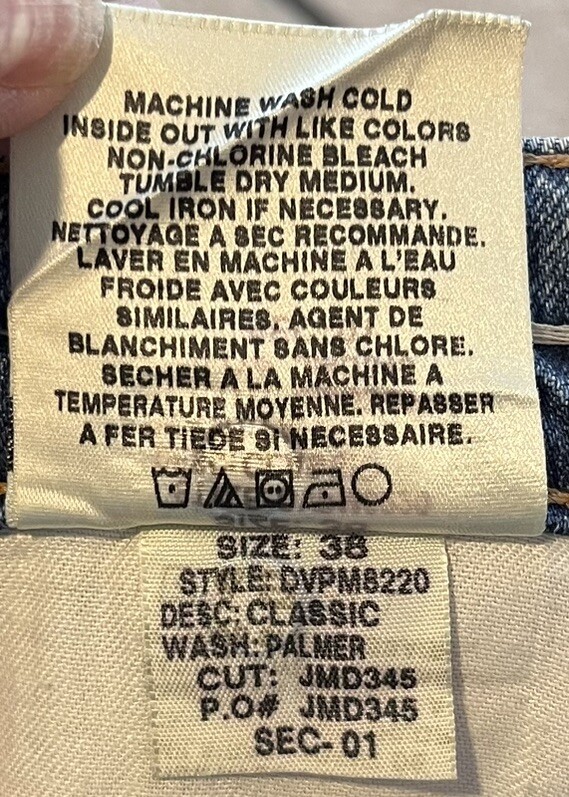 MACHINE WASH COLD
INSIDE OUT WITH LIKE COLORS
NON-CHLORINE BLEACH
TUMBLE DRY MEDIUM.
COOL IRON IF NECESSARY.
NETTOYAGE A SEC RECOMMANDE.
LAVER EN MACHINE A L'EAU
FROIDE AVEC COULEURS
SIMILAIRES. AGENT DE
BLANCHIMENT SANS CHLORE.
SECHER A LA MACHINE A
TEMPERATURE MOYENNE. REPASSER
A FER TIEDE SI NECESSAIRE.
SIZE: 38
STYLE: DVPM8220
DESC: CLASSIC
WASH: PALMER
CUT: JMD345
P.O# JMD345
SEC- 01